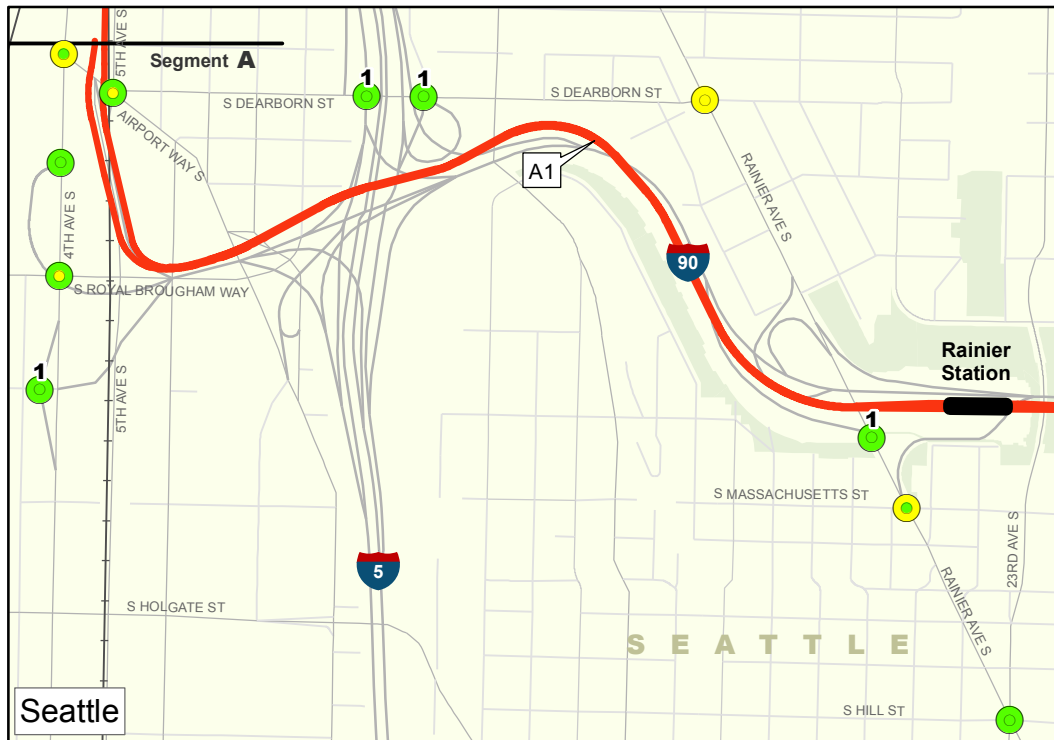 5TH AVE S
Segment A
1
1
S DEARBORN ST
S DEARBORN ST
AIRPORT WAY S
A1
RAINIER AVE S
4TH AVE S
90
S ROYAL BROUGHAM WAY
Rainier
Station
1
5TH AVE S
1
S MASSACHUSETTS ST
5
23RD AVE S
RAINIER AVE S
S HOLGATE ST
SEATTLE
Seattle
S HILL ST